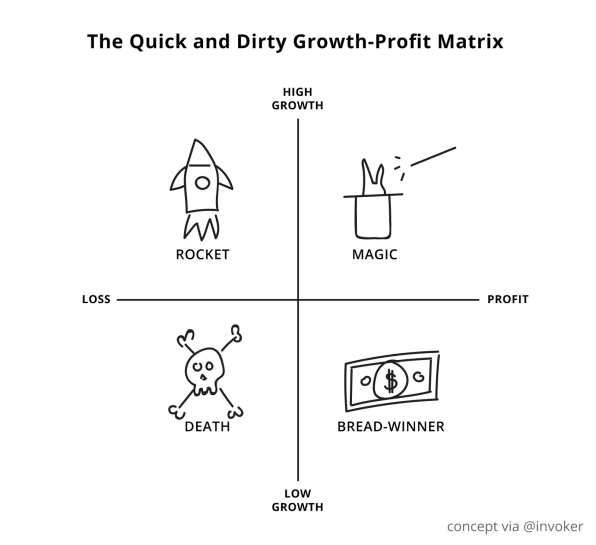 The Quick and Dirty Growth-Profit Matrix
HIGH
GROWTH
ROCKET
MAGIC
LOSS
PROFIT
$
DEATH
BREAD-WINNER
LOW
GROWTH
concept via @invoker